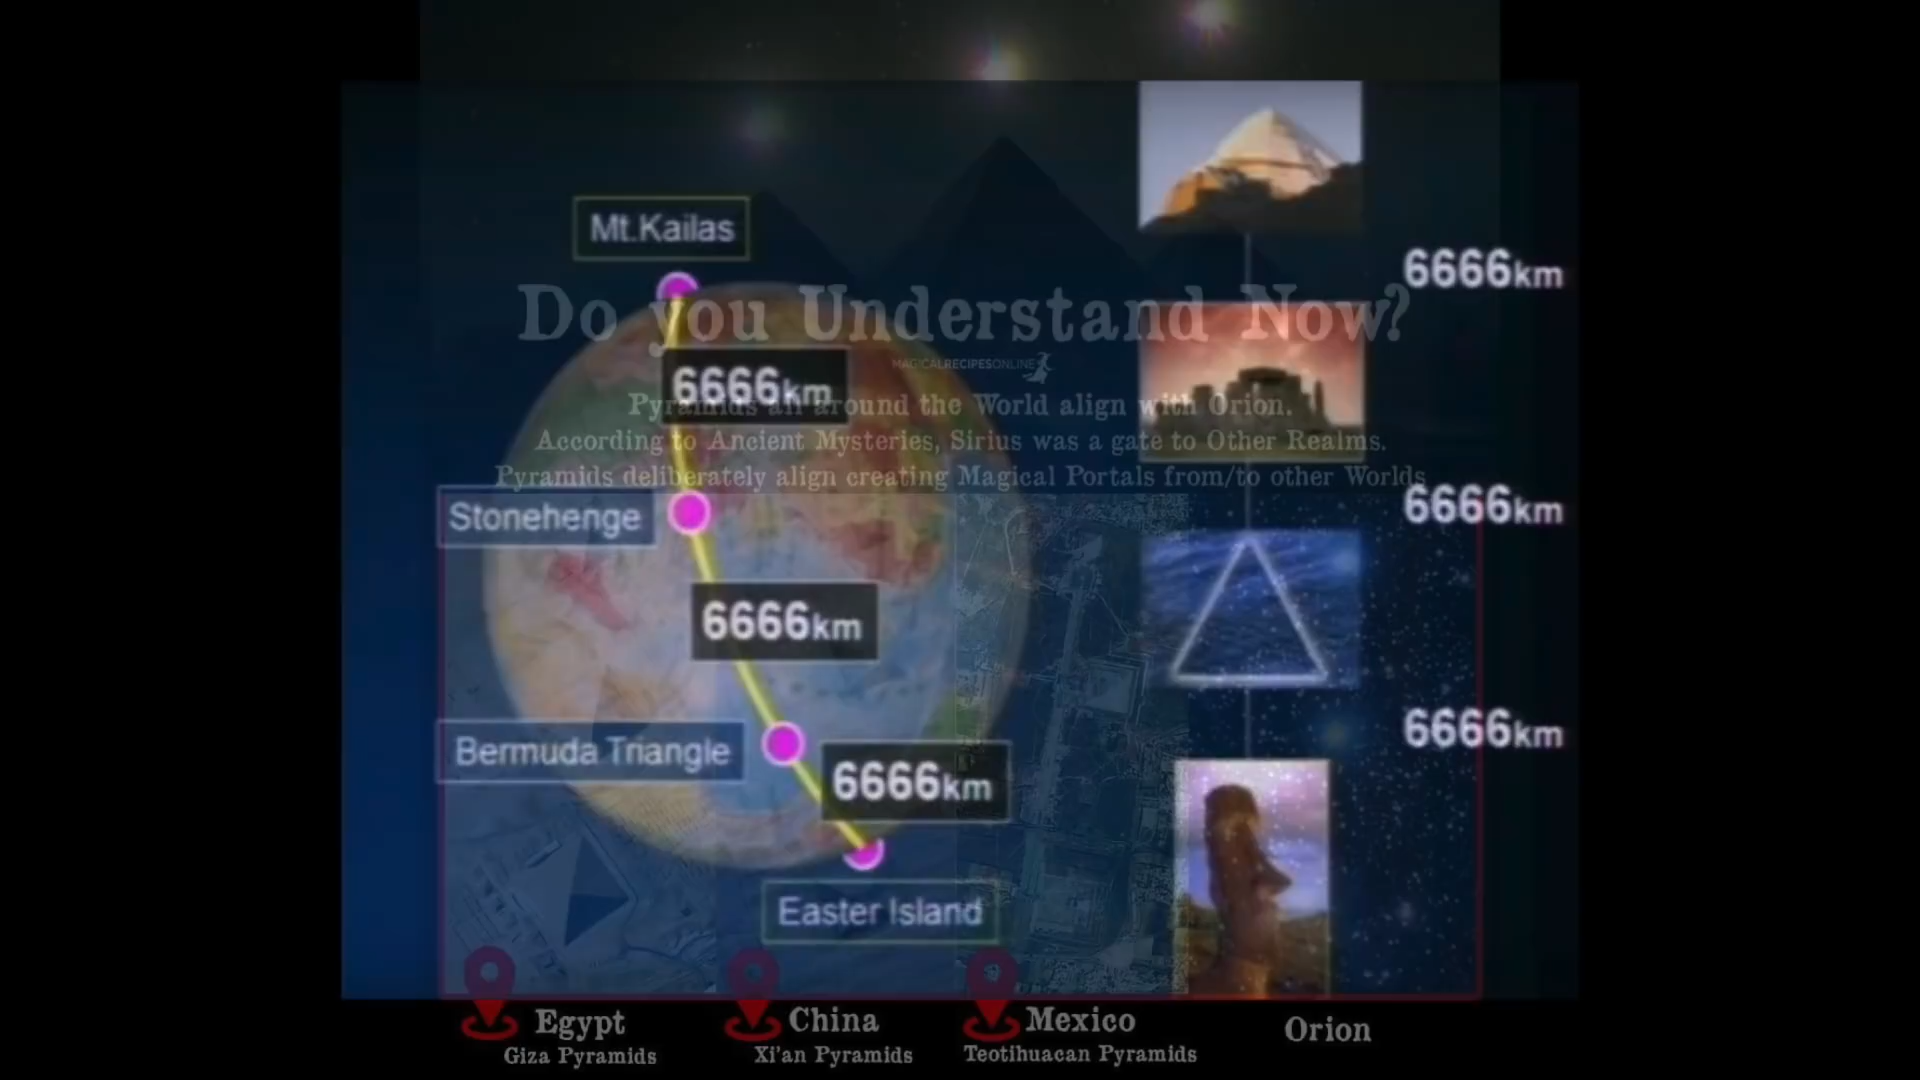 Mt.Kailas
6666km
Do you Understand Now?
MAGICALRECIPESONLINE
6666km
Pyramids all around the World align with Orion.
According to Ancient Mysteries, Sirius was a gate to Other Realms.
Pyramids deliberately align creating Magical Portals from/to other Worlds
Stonehenge
6666km
6666km
Bermuda Triangle
6666km
6666km
Easter Island
Egypt
Giza Pyramids
China
Xi'an Pyramids
Mexico
Teotihuacan Pyramids
Orion